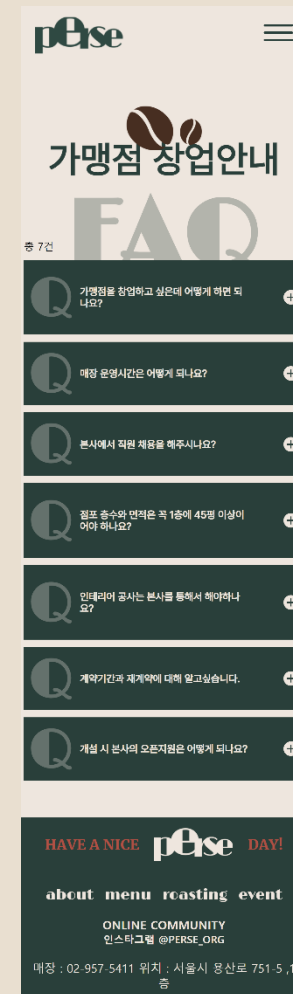 perse
가맹점 창업안내
FAQ
총 7건
Q 가맹점을 창업하고 싶은데 어떻게 하면 되
나요?
Q 매장 운영시간은 어떻게 되나요?
Q 본사에서 직원 채용을 해주시나요?
Q 점포 층수와 면적은 꼭 1층에 45평 이상이
어야 하나요?
Q 인테리어 공사는 본사를 통해서 해야하나
요?
Q 계약기간과 재계약에 대해 알고싶습니다.
Q 개설 시 본사의 오픈지원은 어떻게 되나요?
HAVE A NICE perse DAY!
about menu roasting event
ONLINE COMMUNITY
인스타그램 @PERSE_ORG
매장 : 02-957-5411 위치 : 서울시 용산로 751-5 ,1
층